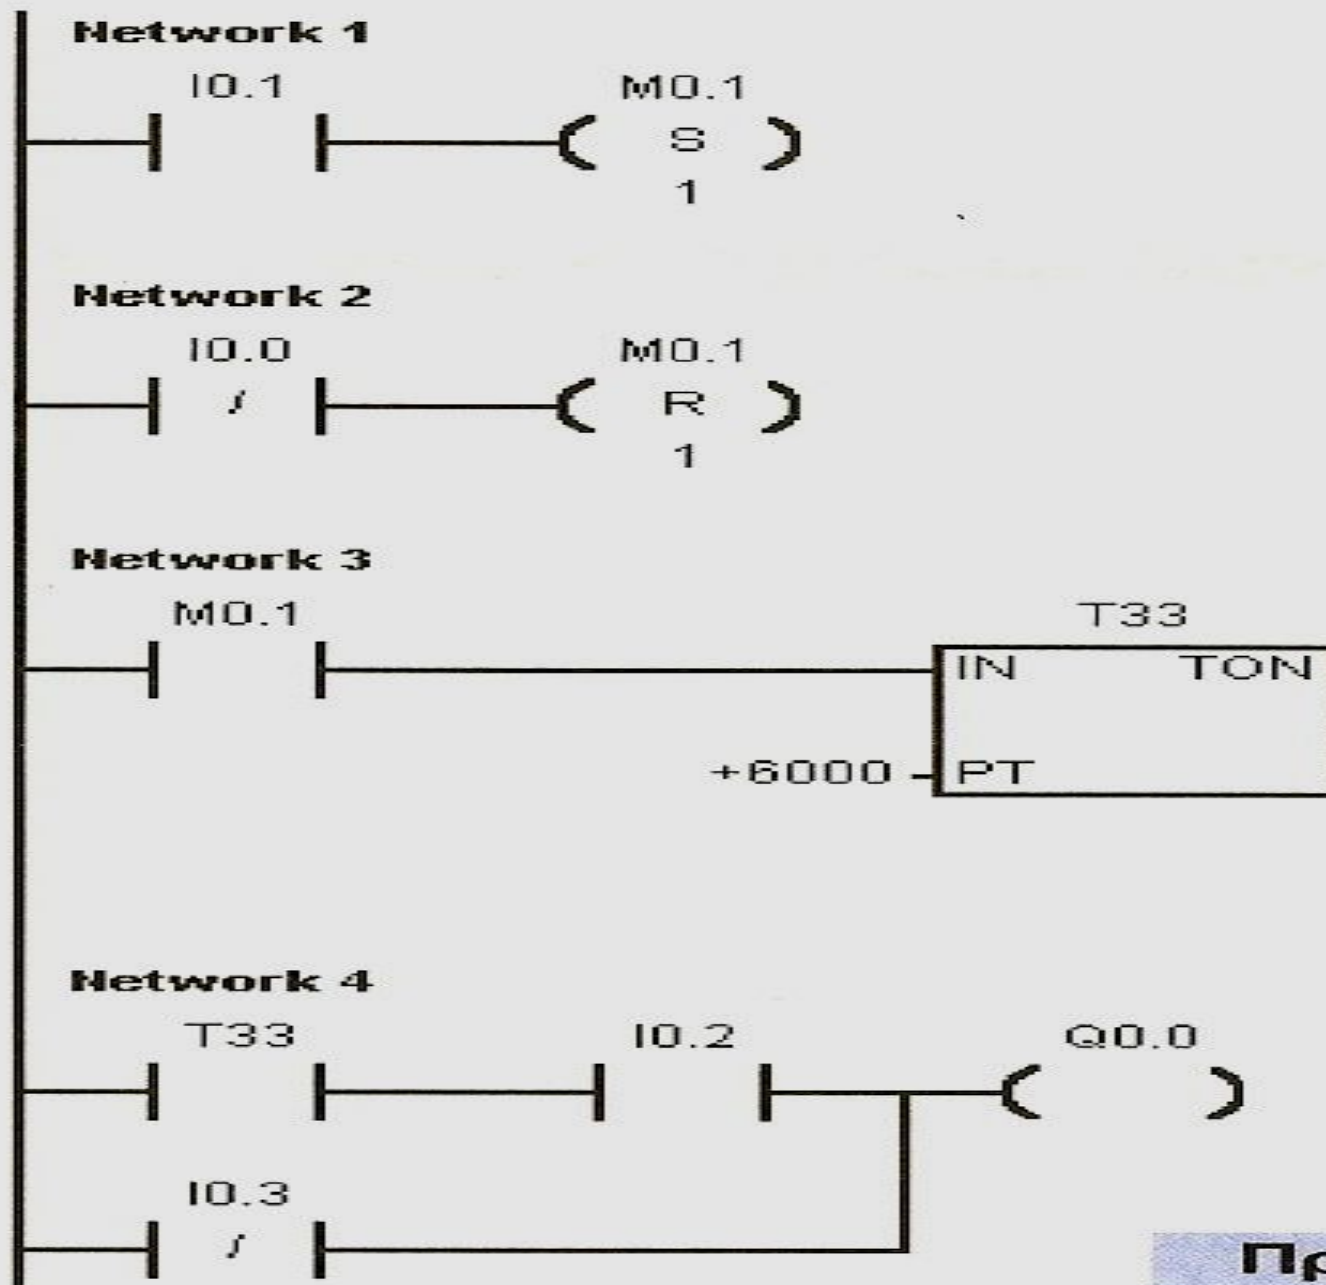 Network 1
I0.1 M0.1
S
1
Network 2
I0.0 M0.1
/ R
1
Network 3
M0.1 T33
IN TON
+6000 PT
Network 4
T33 I0.2 Q0.0
I0.3
/